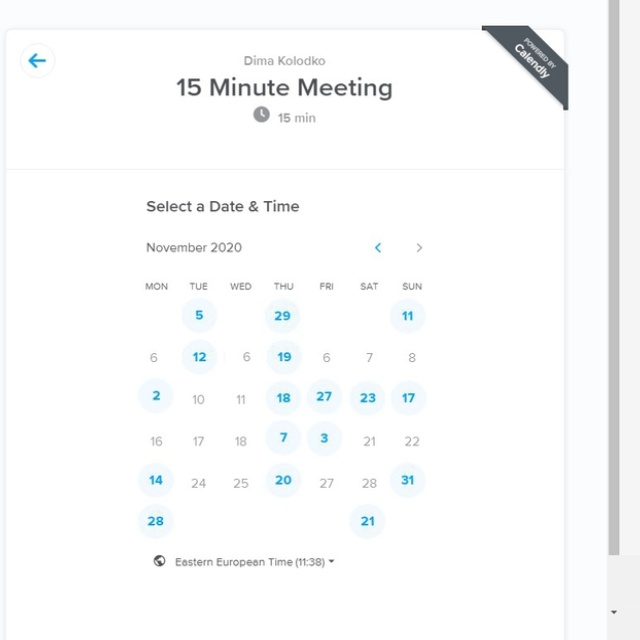 POWERED BY
Calendly
Dima Kolodko
15 Minute Meeting
15 min
Select a Date & Time
November 2020
MON TUE WED THU FRI SAT SUN
5 29 11
6 12 6 19 6 7 8
2 10 11 18 27 23 17
16 17 18 7 3 21 22
14 24 25 20 27 28 31
28 21
Eastern European Time (11:38)